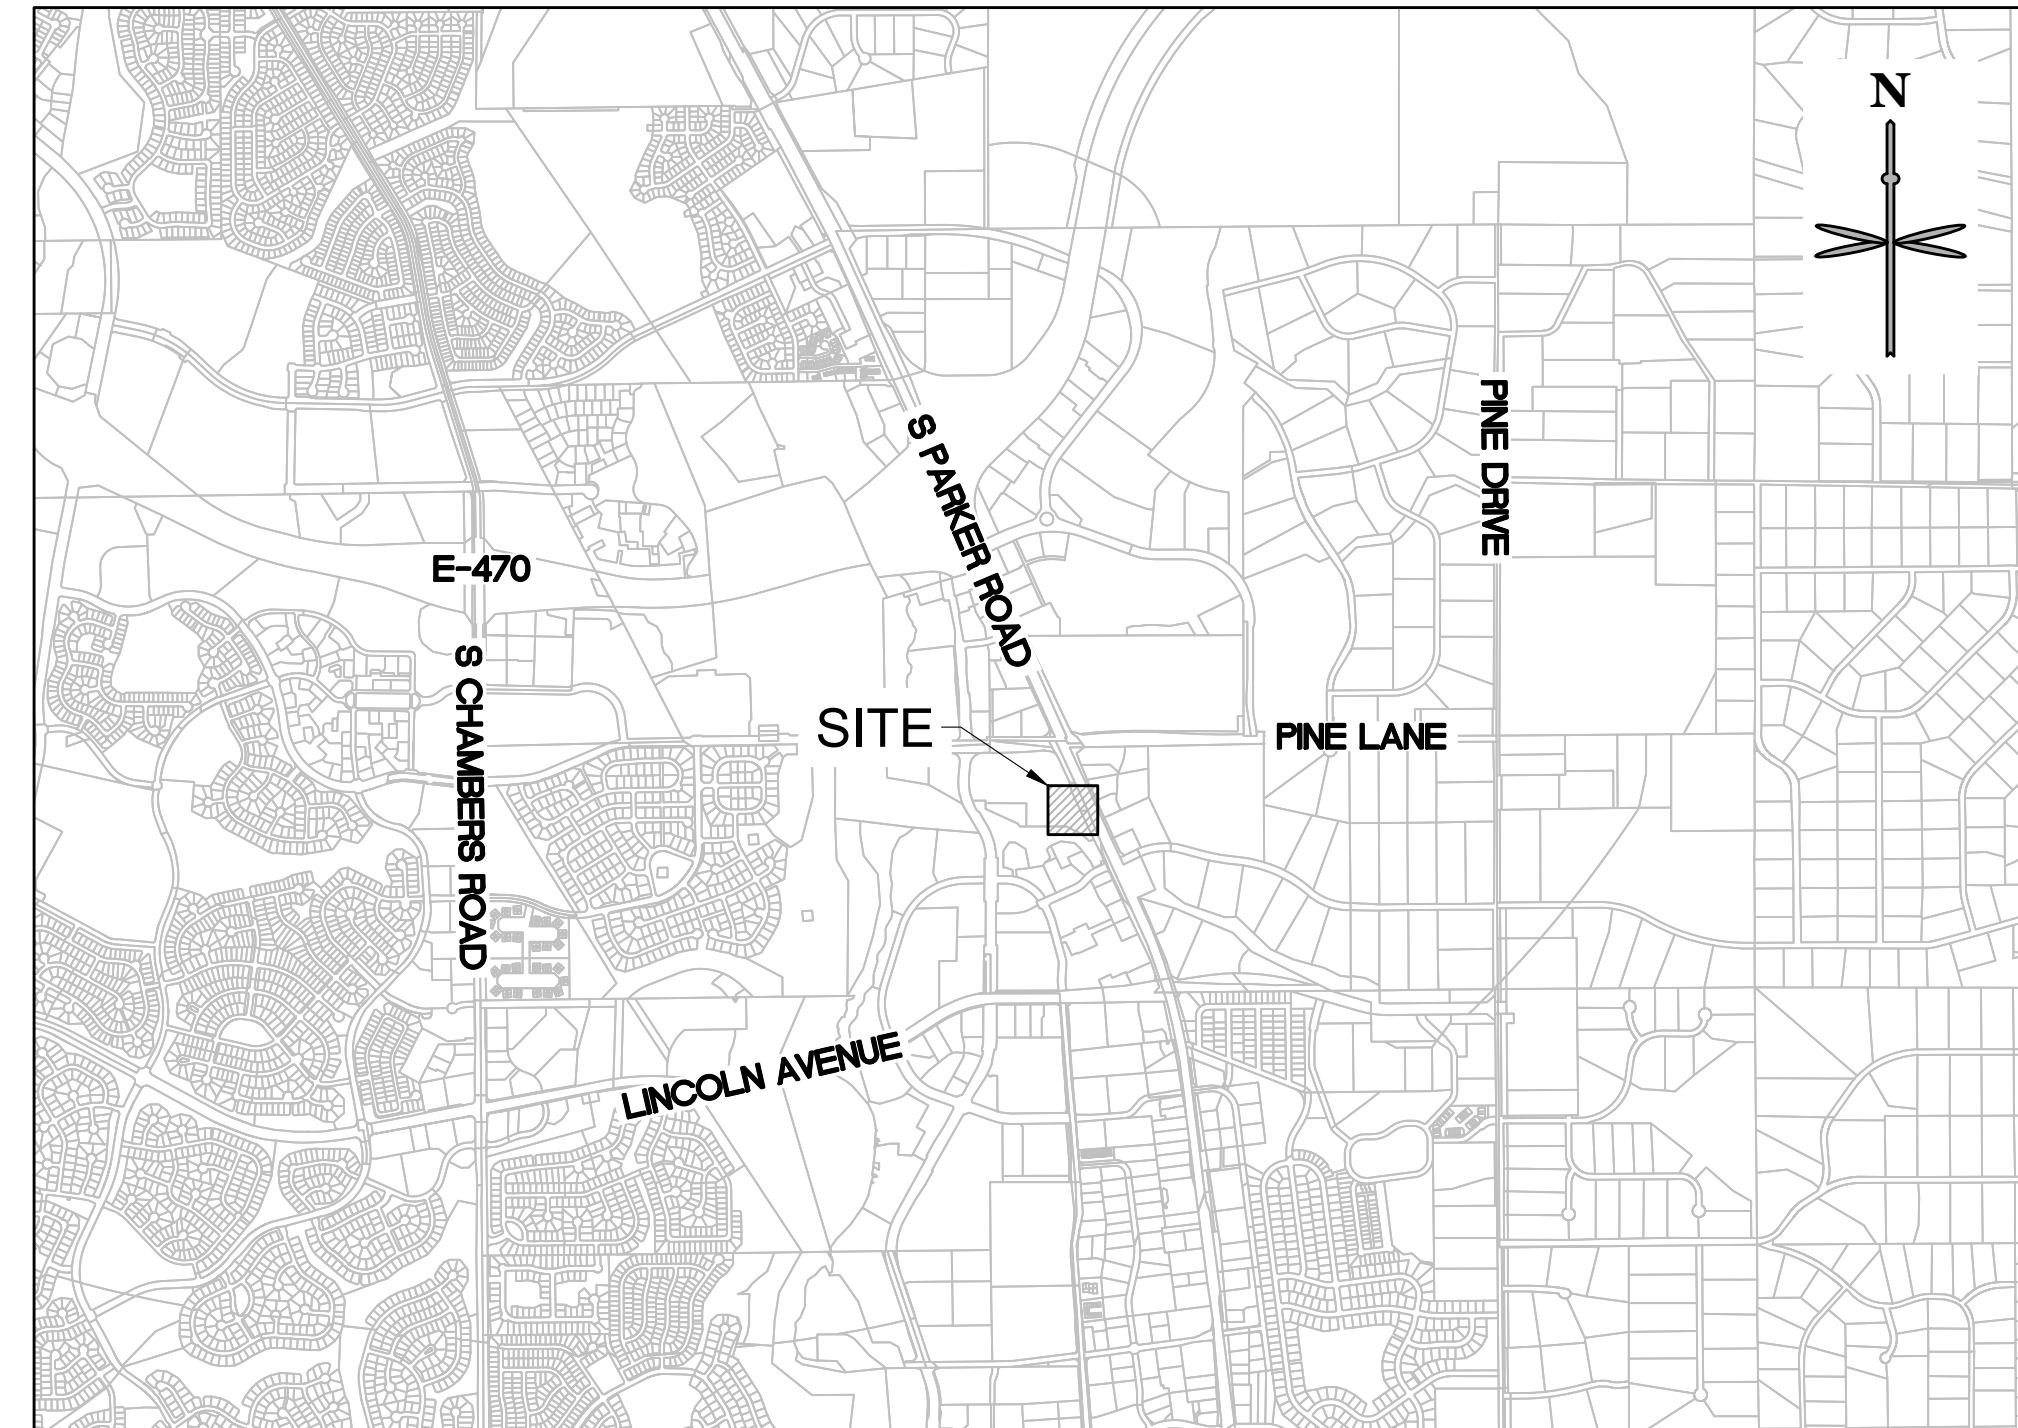 N
PINE DRIVE
S PARKER ROAD
E-470
S CHAMBERS ROAD
SITE
PINE LANE
LINCOLN AVENUE